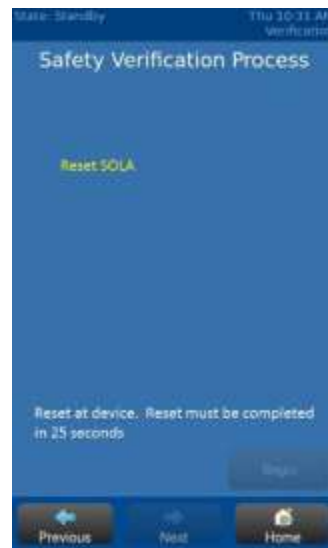 State: Standby
Thu 10:31 AM
Verification
Safety Verification Process
Reset SOLA
Reset at device. Reset must be completed
in 25 seconds
Begin
Previous
Next
Home